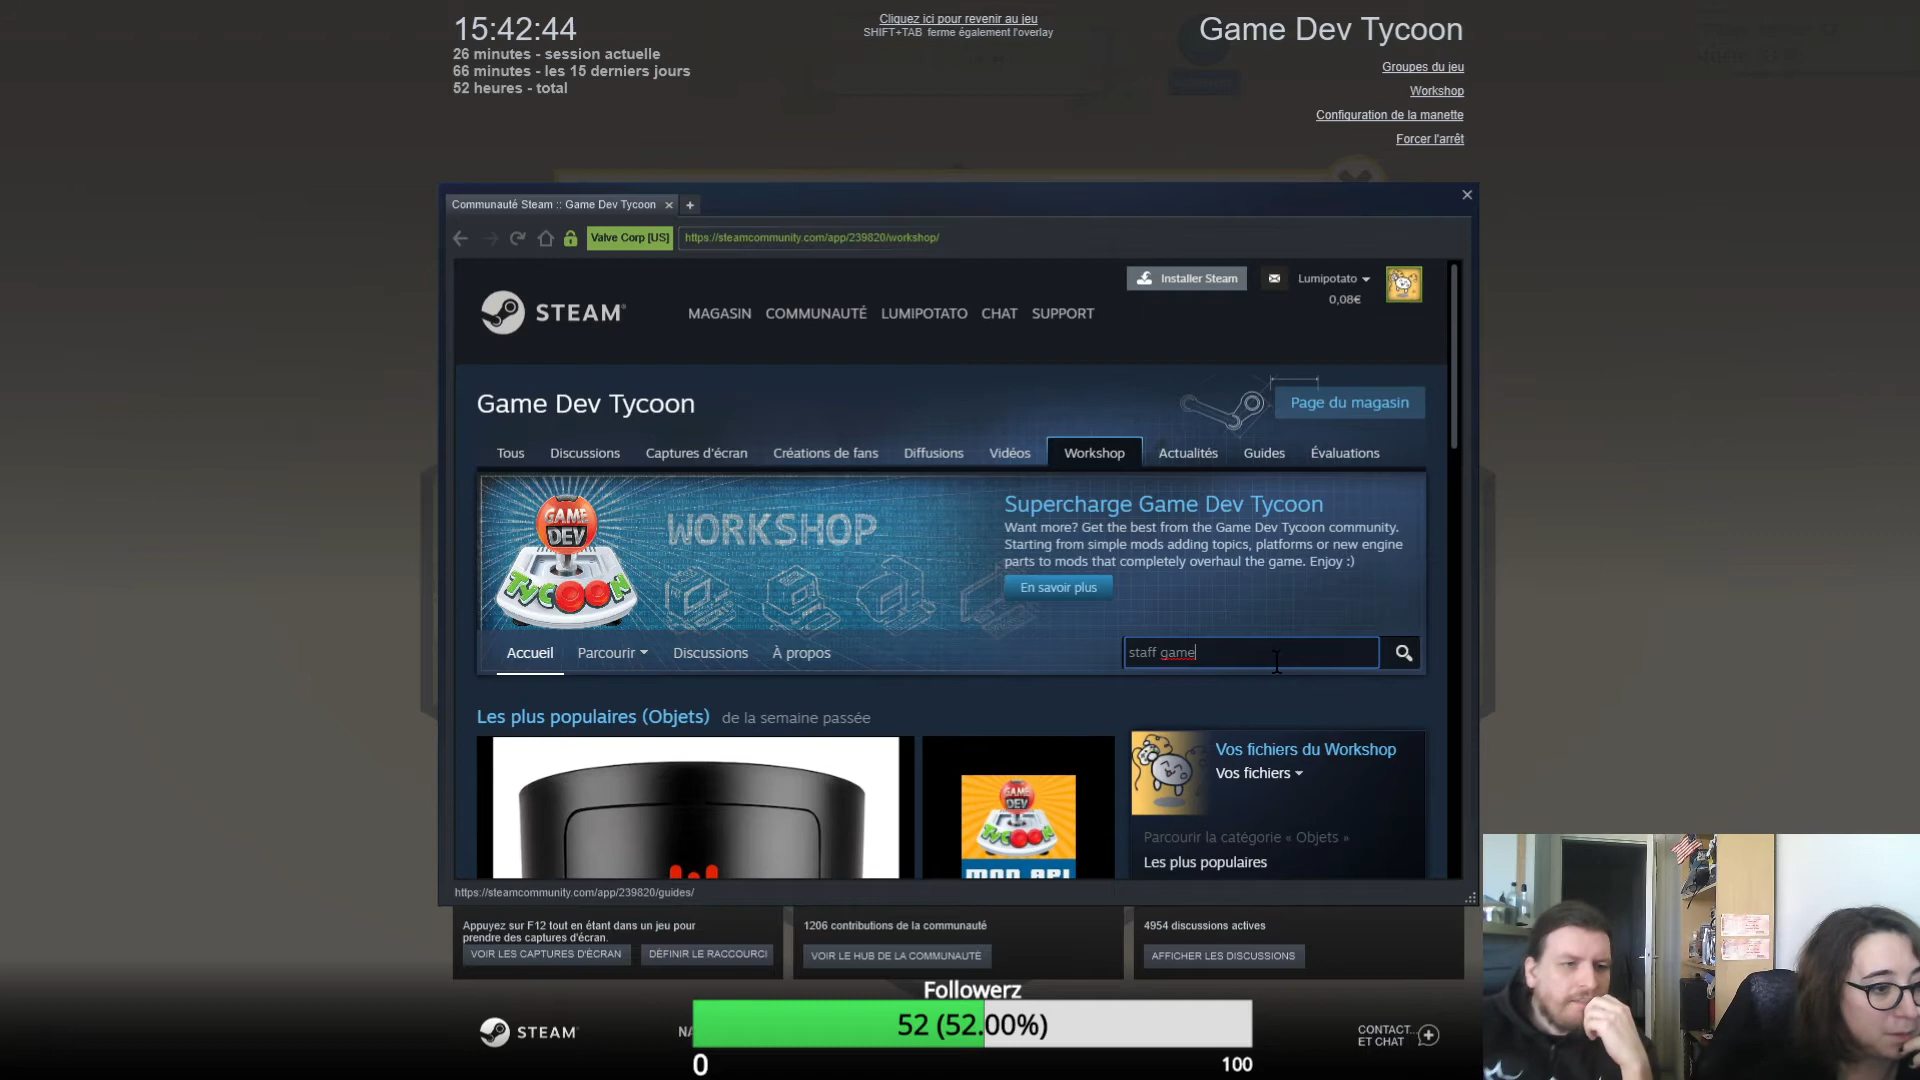 15:42:44
26 minutes - session actuelle
66 minutes - les 15 derniers jours
52 heures - total
Cliquez ici pour revenir au jeu
SHIFT+TAB ferme également l'overlay
Game Dev Tycoon
Groupes du jeu
Workshop
Configuration de la manette
Forcer l'arrêt
Communauté Steam :: Game Dev Tycoon
Valve Corp [US]
https://steamcommunity.com/app/239820/workshop/
Installer Steam
Lumipotato
0,08€
STEAM
MAGASIN COMMUNAUTÉ LUMIPOTATO CHAT SUPPORT
Game Dev Tycoon
Page du magasin
Tous Discussions Captures d'écran Créations de fans Diffusions Vidéos Workshop Actualités Guides Évaluations
GAME DEV TYCOON
WORKSHOP
Supercharge Game Dev Tycoon
Want more? Get the best from the Game Dev Tycoon community.
Starting from simple mods adding topics, platforms or new engine
parts to mods that completely overhaul the game. Enjoy :)
En savoir plus
Accueil Parcourir Discussions À propos
staff game
Les plus populaires (Objets) de la semaine passée
GAME DEV TYCOON
MOD API
Vos fichiers du Workshop
Vos fichiers
Parcourir la catégorie « Objets »
Les plus populaires
https://steamcommunity.com/app/239820/guides/
Appuyez sur F12 tout en étant dans un jeu pour
prendre des captures d'écran.
VOIR LES CAPTURES D'ÉCRAN
DÉFINIR LE RACCOURCI
1206 contributions de la communauté
VOIR LE HUB DE LA COMMUNAUTÉ
4954 discussions actives
AFFICHER LES DISCUSSIONS
Followerz
STEAM
52 (52.00%)
0
100
CONTACT...
ET CHAT